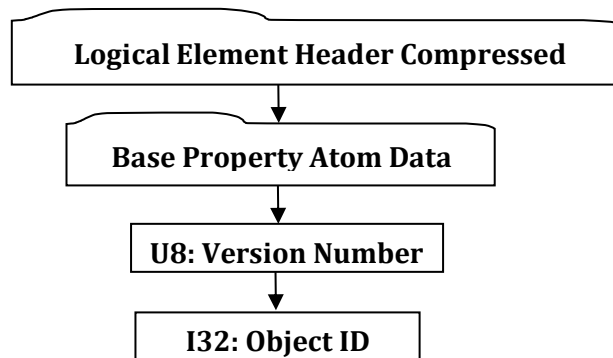 Logical Element Header Compressed
Base Property Atom Data
U8: Version Number
I32: Object ID